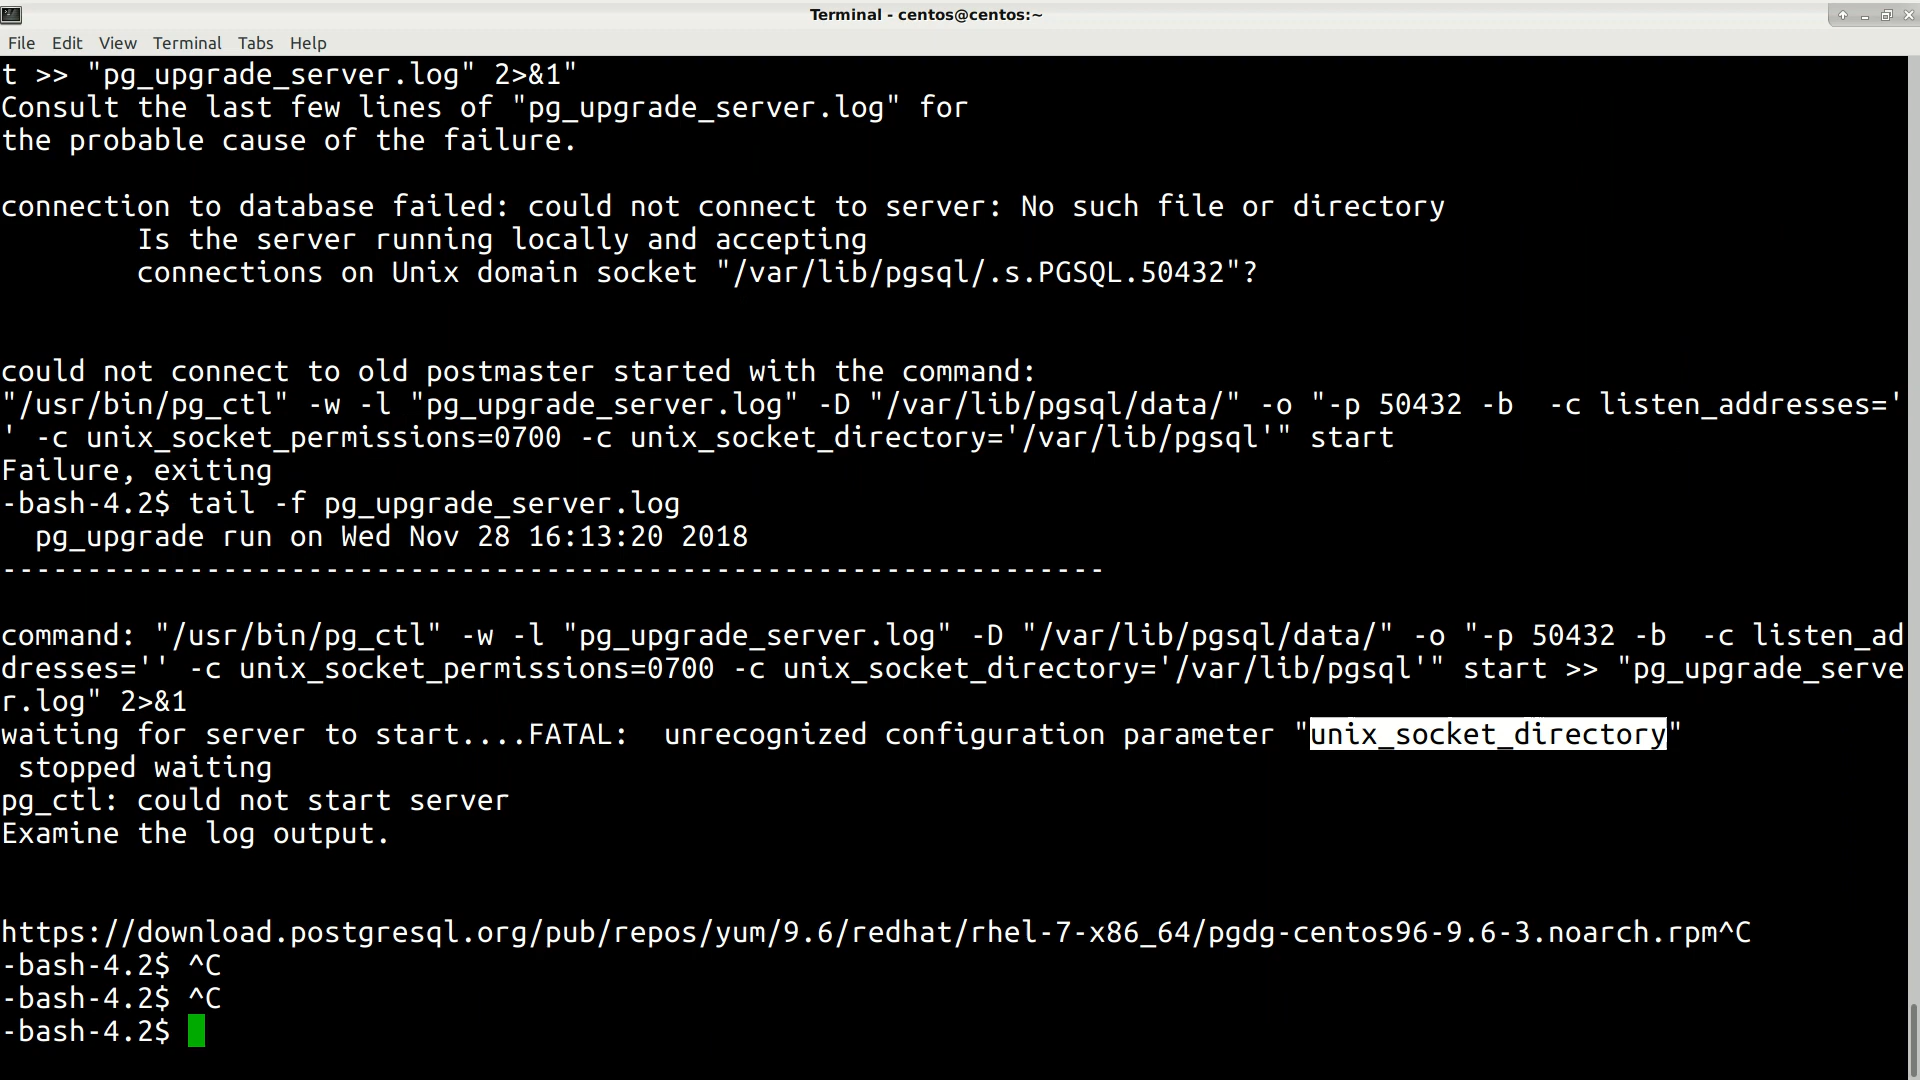 Terminal - centos@centos:~
File Edit View Terminal Tabs Help
t >> "pg_upgrade_server.log" 2>&1"
Consult the last few lines of "pg_upgrade_server.log" for
the probable cause of the failure.
connection to database failed: could not connect to server: No such file or directory
Is the server running locally and accepting
connections on Unix domain socket "/var/lib/pgsql/.s.PGSQL.50432"?
could not connect to old postmaster started with the command:
"/usr/bin/pg_ctl" -w -l "pg_upgrade_server.log" -D "/var/lib/pgsql/data/" -o "-p 50432 -b  -c listen_addresses='
' -c unix_socket_permissions=0700 -c unix_socket_directory='/var/lib/pgsql'" start
Failure, exiting
-bash-4.2$ tail -f pg_upgrade_server.log
pg_upgrade run on Wed Nov 28 16:13:20 2018
-----------------------------------------------------------------
command: "/usr/bin/pg_ctl" -w -l "pg_upgrade_server.log" -D "/var/lib/pgsql/data/" -o "-p 50432 -b  -c listen_ad
dresses='' -c unix_socket_permissions=0700 -c unix_socket_directory='/var/lib/pgsql'" start >> "pg_upgrade_serve
r.log" 2>&1
waiting for server to start....FATAL:  unrecognized configuration parameter "unix_socket_directory"
stopped waiting
pg_ctl: could not start server
Examine the log output.
https://download.postgresql.org/pub/repos/yum/9.6/redhat/rhel-7-x86_64/pgdg-centos96-9.6-3.noarch.rpm^C
-bash-4.2$ ^C
-bash-4.2$ ^C
-bash-4.2$